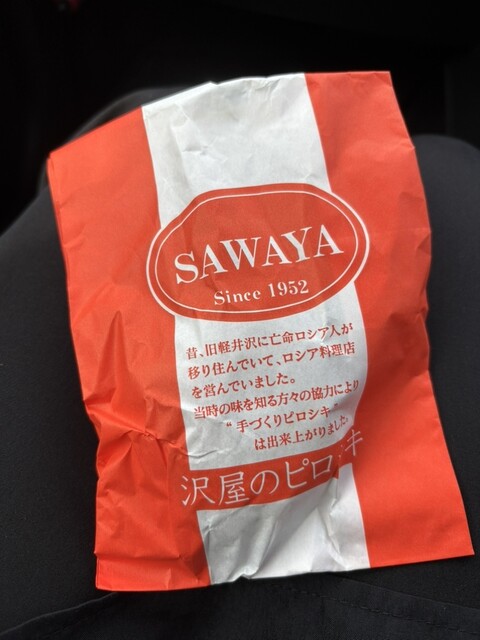 SAWAYA
Since 1952
昔、旧軽井沢に亡命ロシア人が
移り住んでいて、ロシア料理店
を営んでいました。
当時の味を知る方々の協力により
“手づくりピロシキ”
は出来上がりました。
沢屋のピロシキ